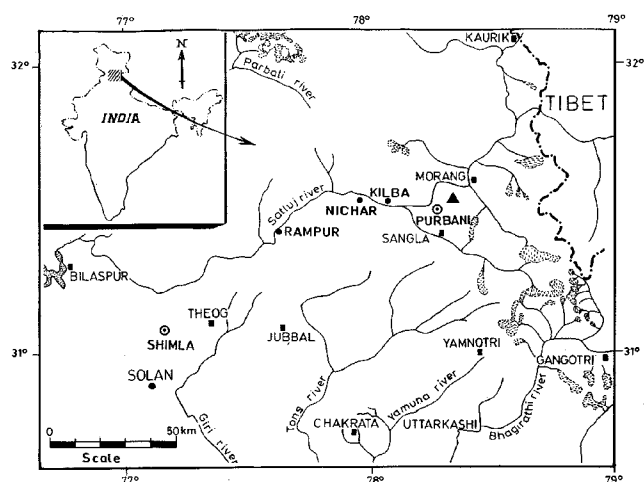 77°
78°
79°
KAURIK
32°
N
Parbati river
32°
TIBET
INDIA
MORANG
KILBA
Satluj river
NICHAR
PURBANI
RAMPUR
SANGLA
BILASPUR
THEOG
JUBBAL
SHIMLA
YAMNOTRI
31°
31°
GANGOTRI
SOLAN
Tons river
Yamuna river
Bhagirathi river
Giri river
CHAKRATA
UTTARKASHI
0 50km
Scale
77°
78°
79°